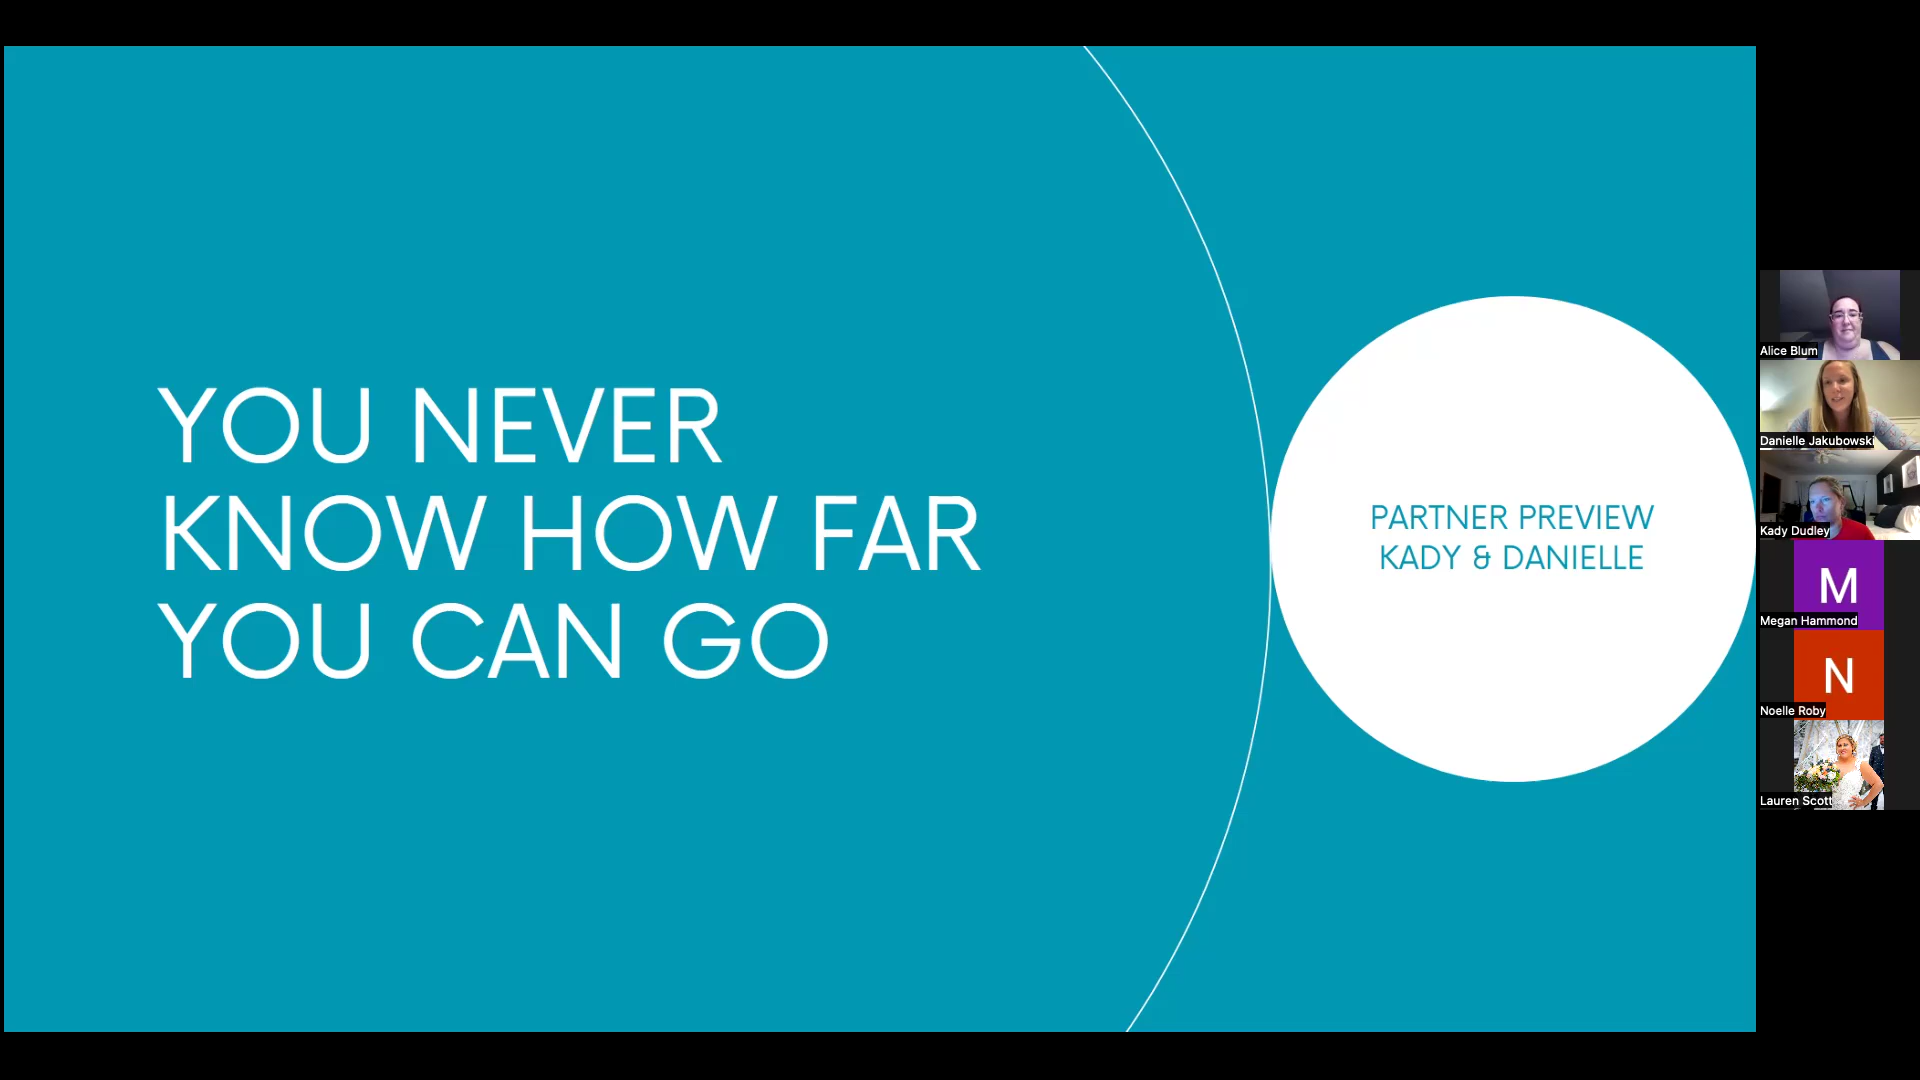 YOU NEVER
KNOW HOW FAR
YOU CAN GO
PARTNER PREVIEW
KADY & DANIELLE
Alice Blum
Danielle Jakubowski
Kady Dudley
M
Megan Hammond
N
Noelle Roby
Lauren Scott